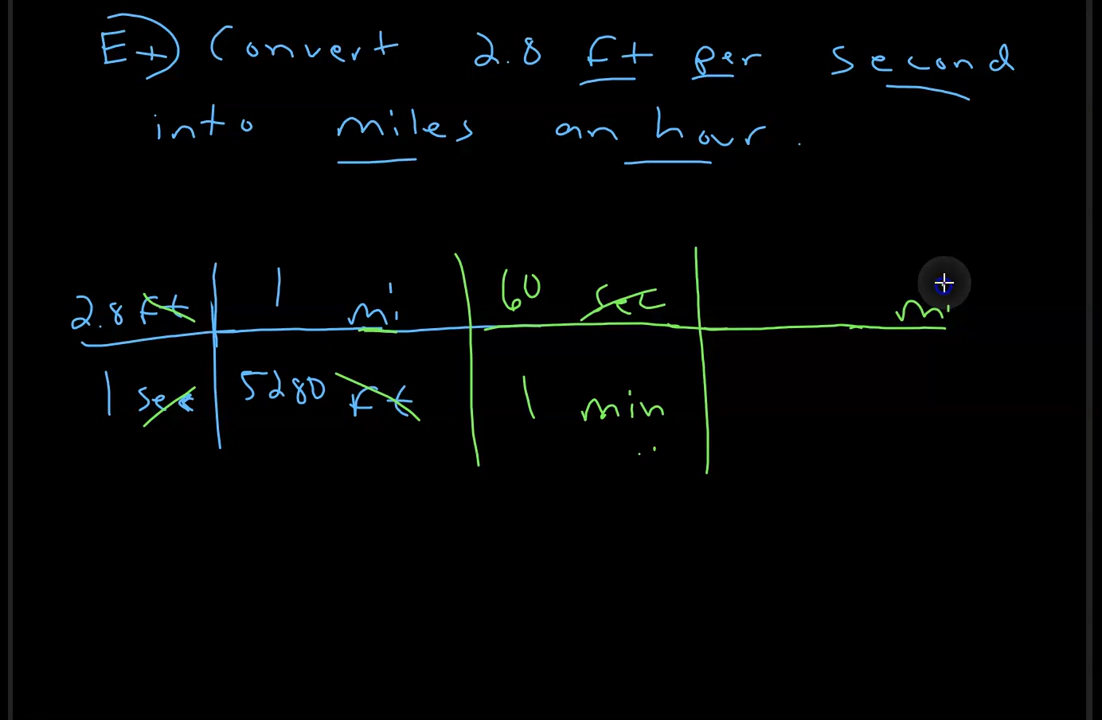 Ex) Convert 2.8 ft per second
into miles an hour.
2.8 ft 1 mi 60 sec mi
1 sec 5280 ft 1 min